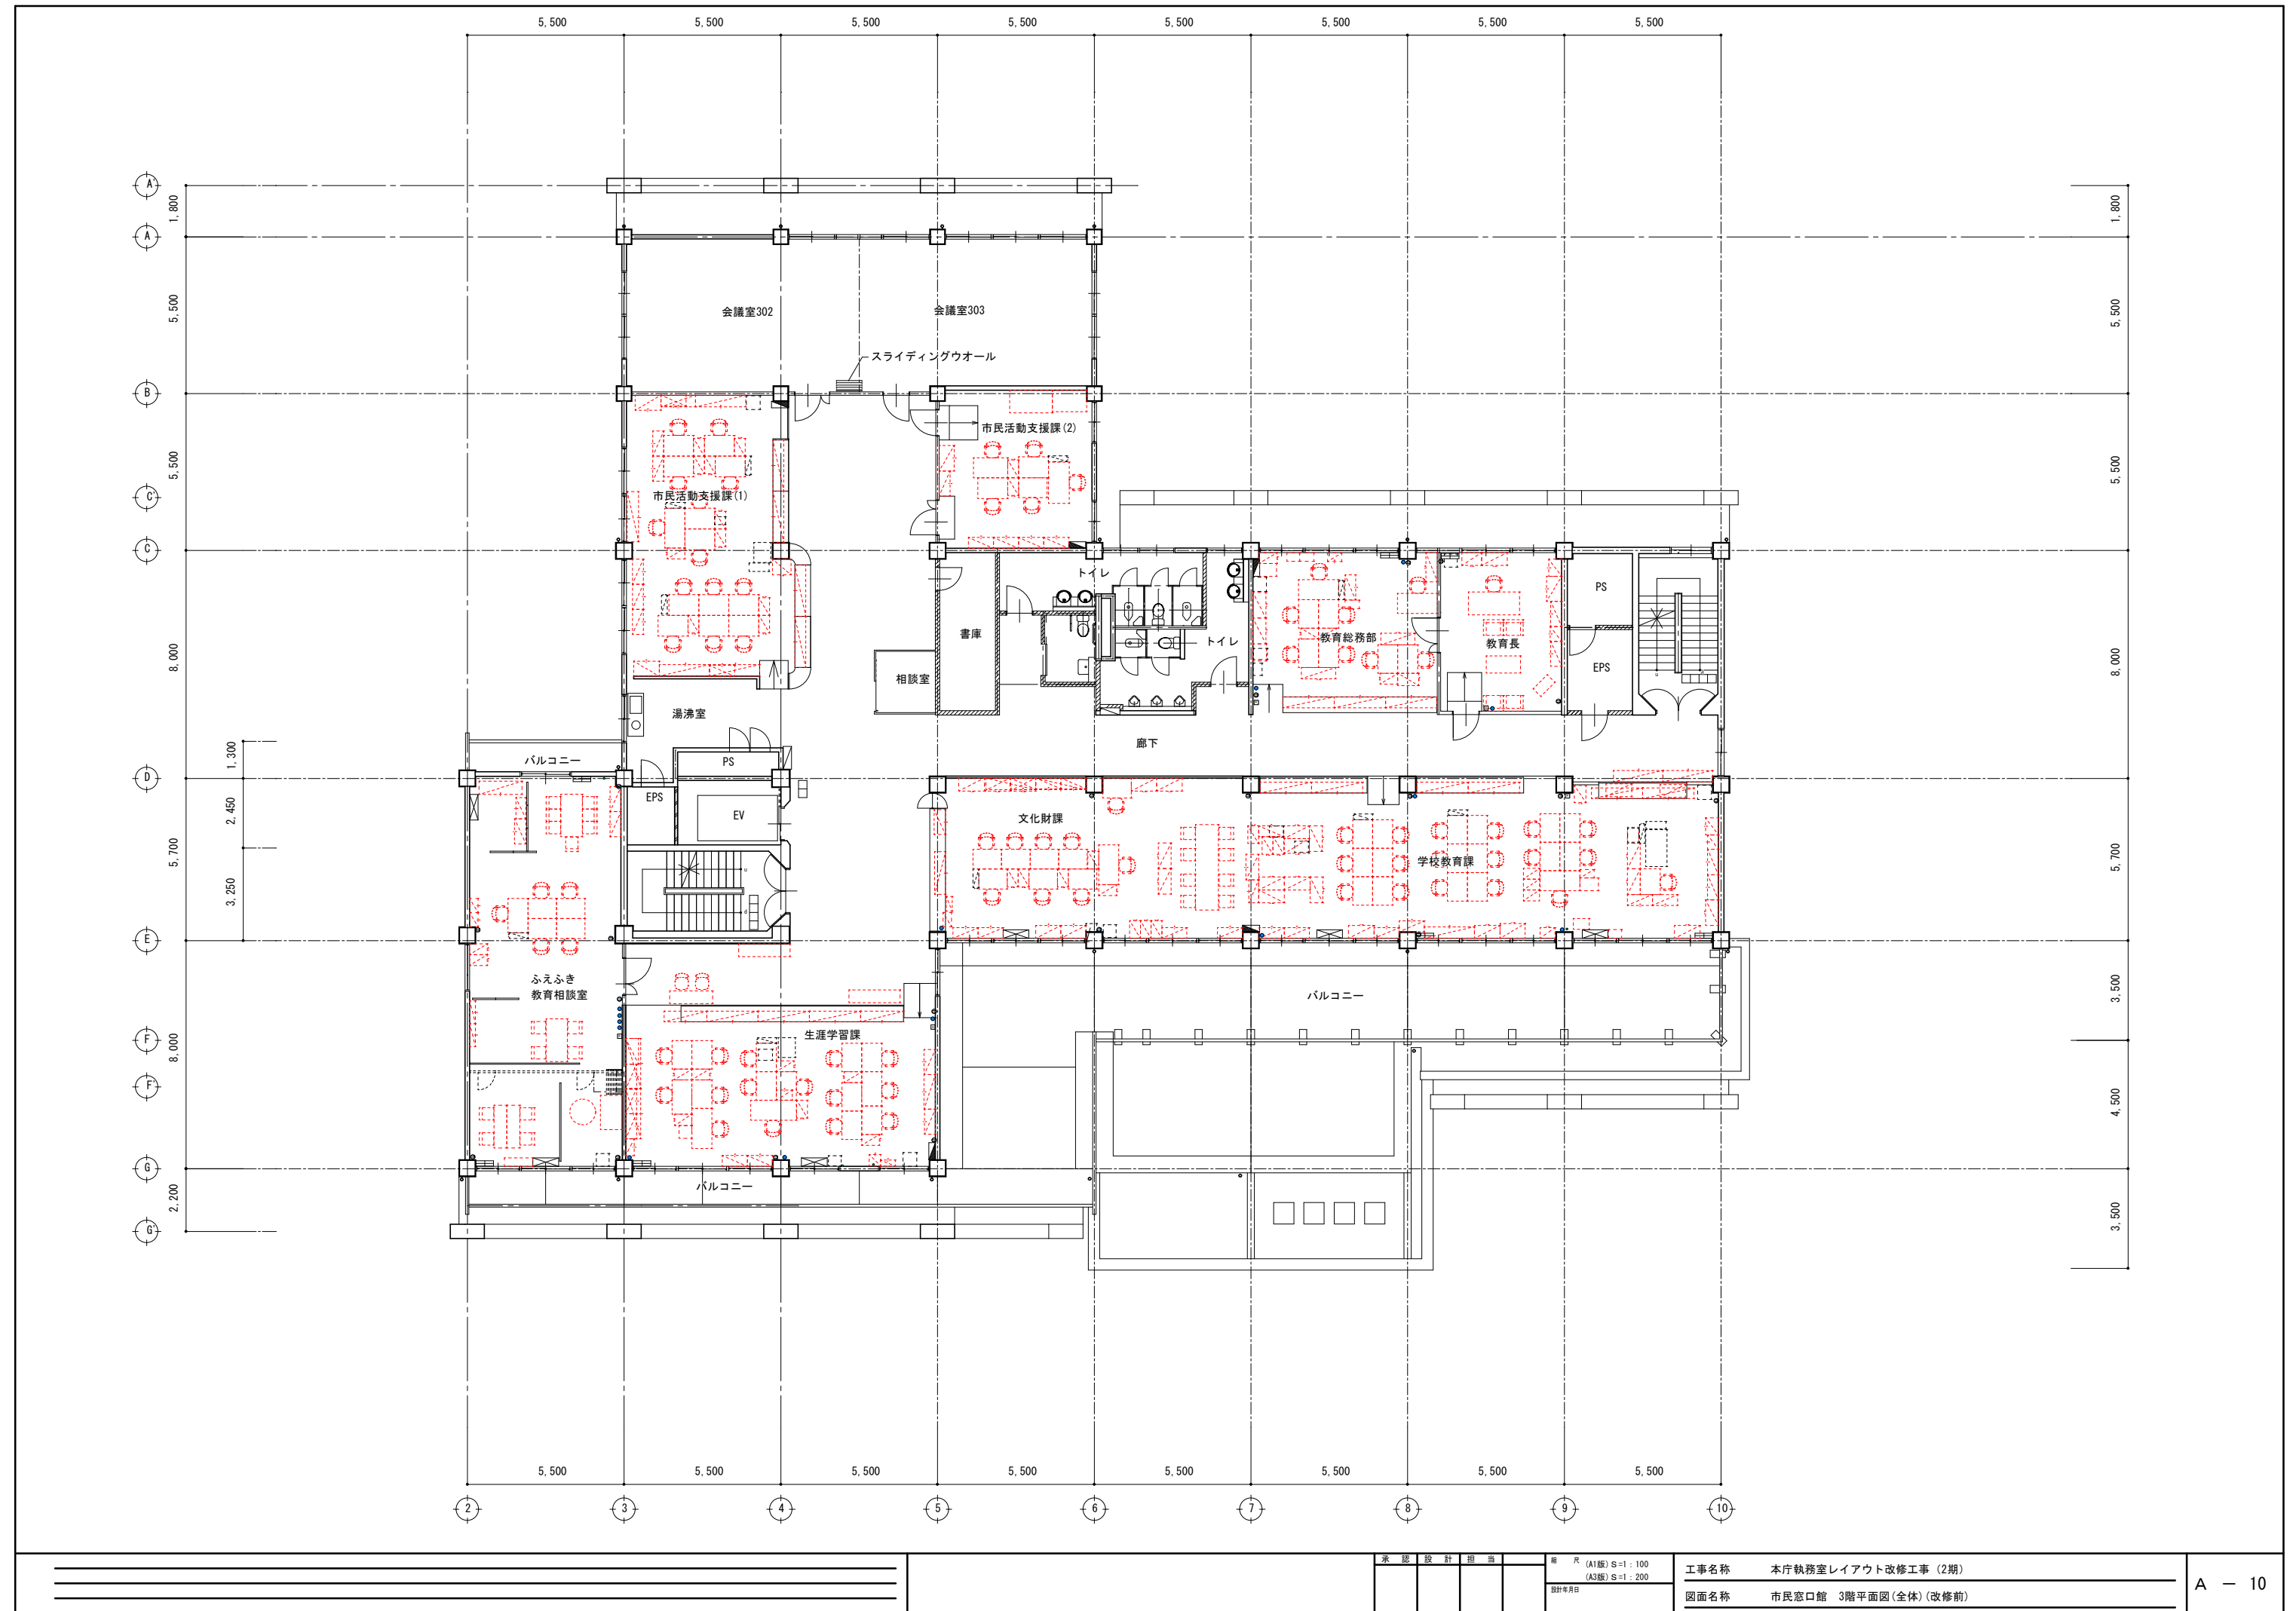 5,500 5,500 5,500 5,500 5,500 5,500 5,500 5,500
A'
1,800
1,800
A
5,500
5,500
会議室302
会議室303
スライディングウオール
B
市民活動支援課(2)
5,500
5,500
C'
市民活動支援課(1)
C
トイレ
PS
書庫
トイレ
教育総務部
教育長
8,000
8,000
EPS
相談室
湯沸室
廊下
1,300
バルコニー
PS
D
EPS
EV
2,450
文化財課
5,700
5,700
学校教育課
3,250
E
ふえふき
教育相談室
バルコニー
3,500
生涯学習課
F'
8,000
F
4,500
G
バルコニー
2,200
3,500
G'
5,500 5,500 5,500 5,500 5,500 5,500 5,500 5,500
2 3 4 5 6 7 8 9 10
承認 設計 担当
縮尺 (A1版) S=1:100
(A3版) S=1:200
設計年月日
工事名称 本庁執務室レイアウト改修工事 (2期)
図面名称 市民窓口館 3階平面図(全体)(改修前)
A － 10